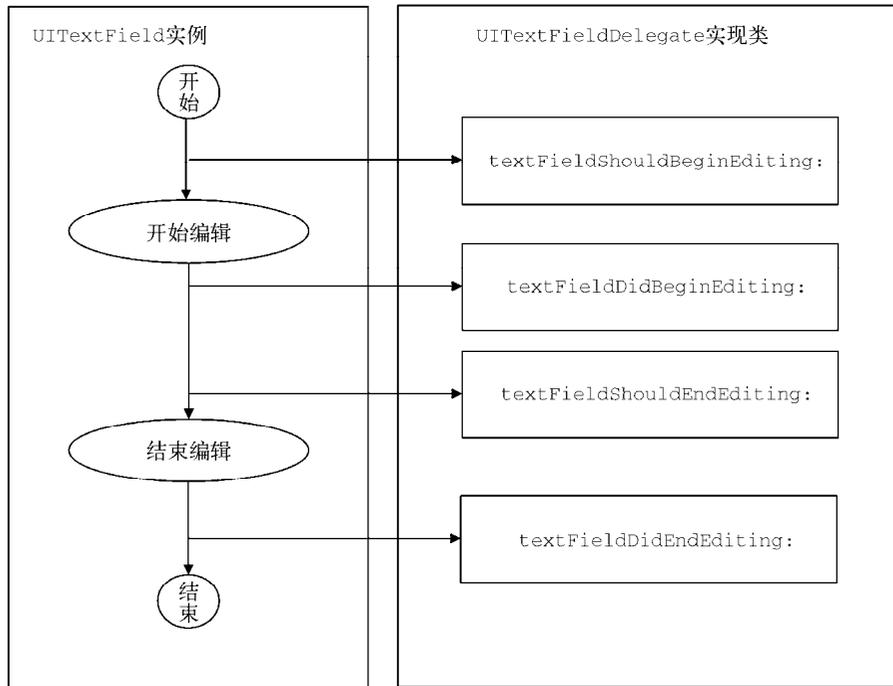 UITextField实例
UITextFieldDelegate实现类
开始
textFieldShouldBeginEditing:
开始编辑
textFieldDidBeginEditing:
textFieldShouldEndEditing:
结束编辑
textFieldDidEndEditing:
结束